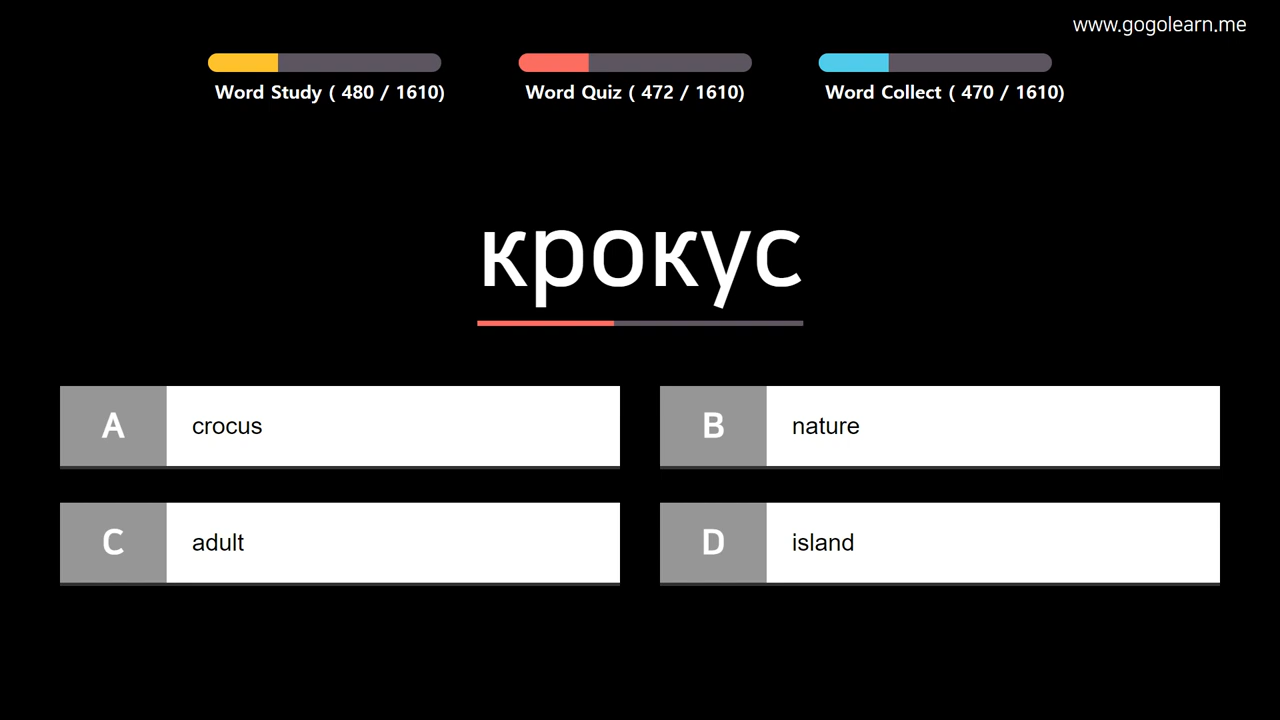 www.gogolearn.me
Word Study ( 480 / 1610)
Word Quiz ( 472 / 1610)
Word Collect ( 470 / 1610)
крокус
A crocus
B nature
C adult
D island